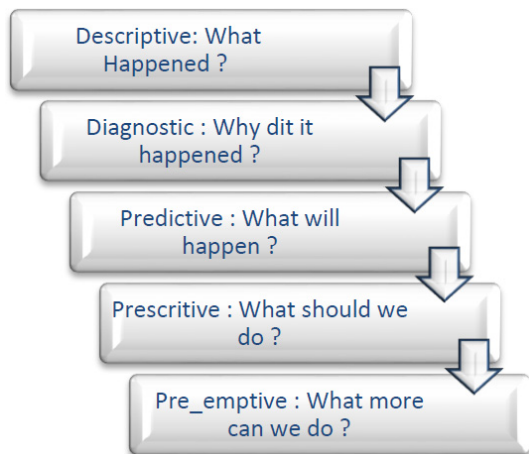 Descriptive: What
Happened ?
Diagnostic : Why dit it
happened ?
Predictive : What will
happen ?
Prescritive : What should we
do ?
Pre_emptive : What more
can we do ?